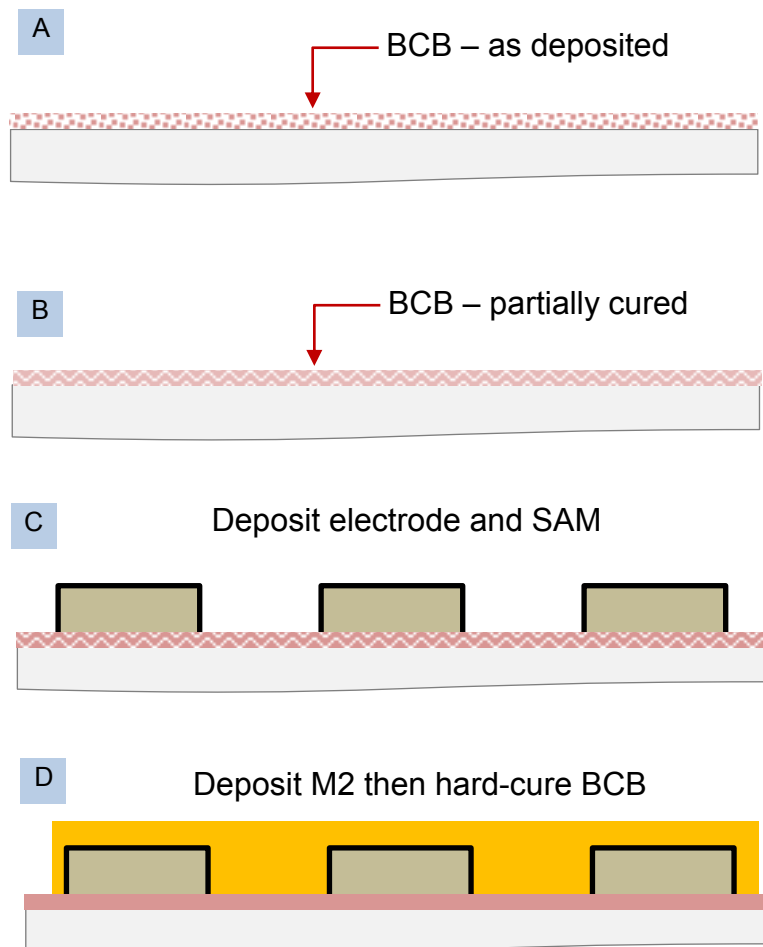 A
BCB – as deposited
B
BCB – partially cured
C
Deposit electrode and SAM
D
Deposit M2 then hard-cure BCB